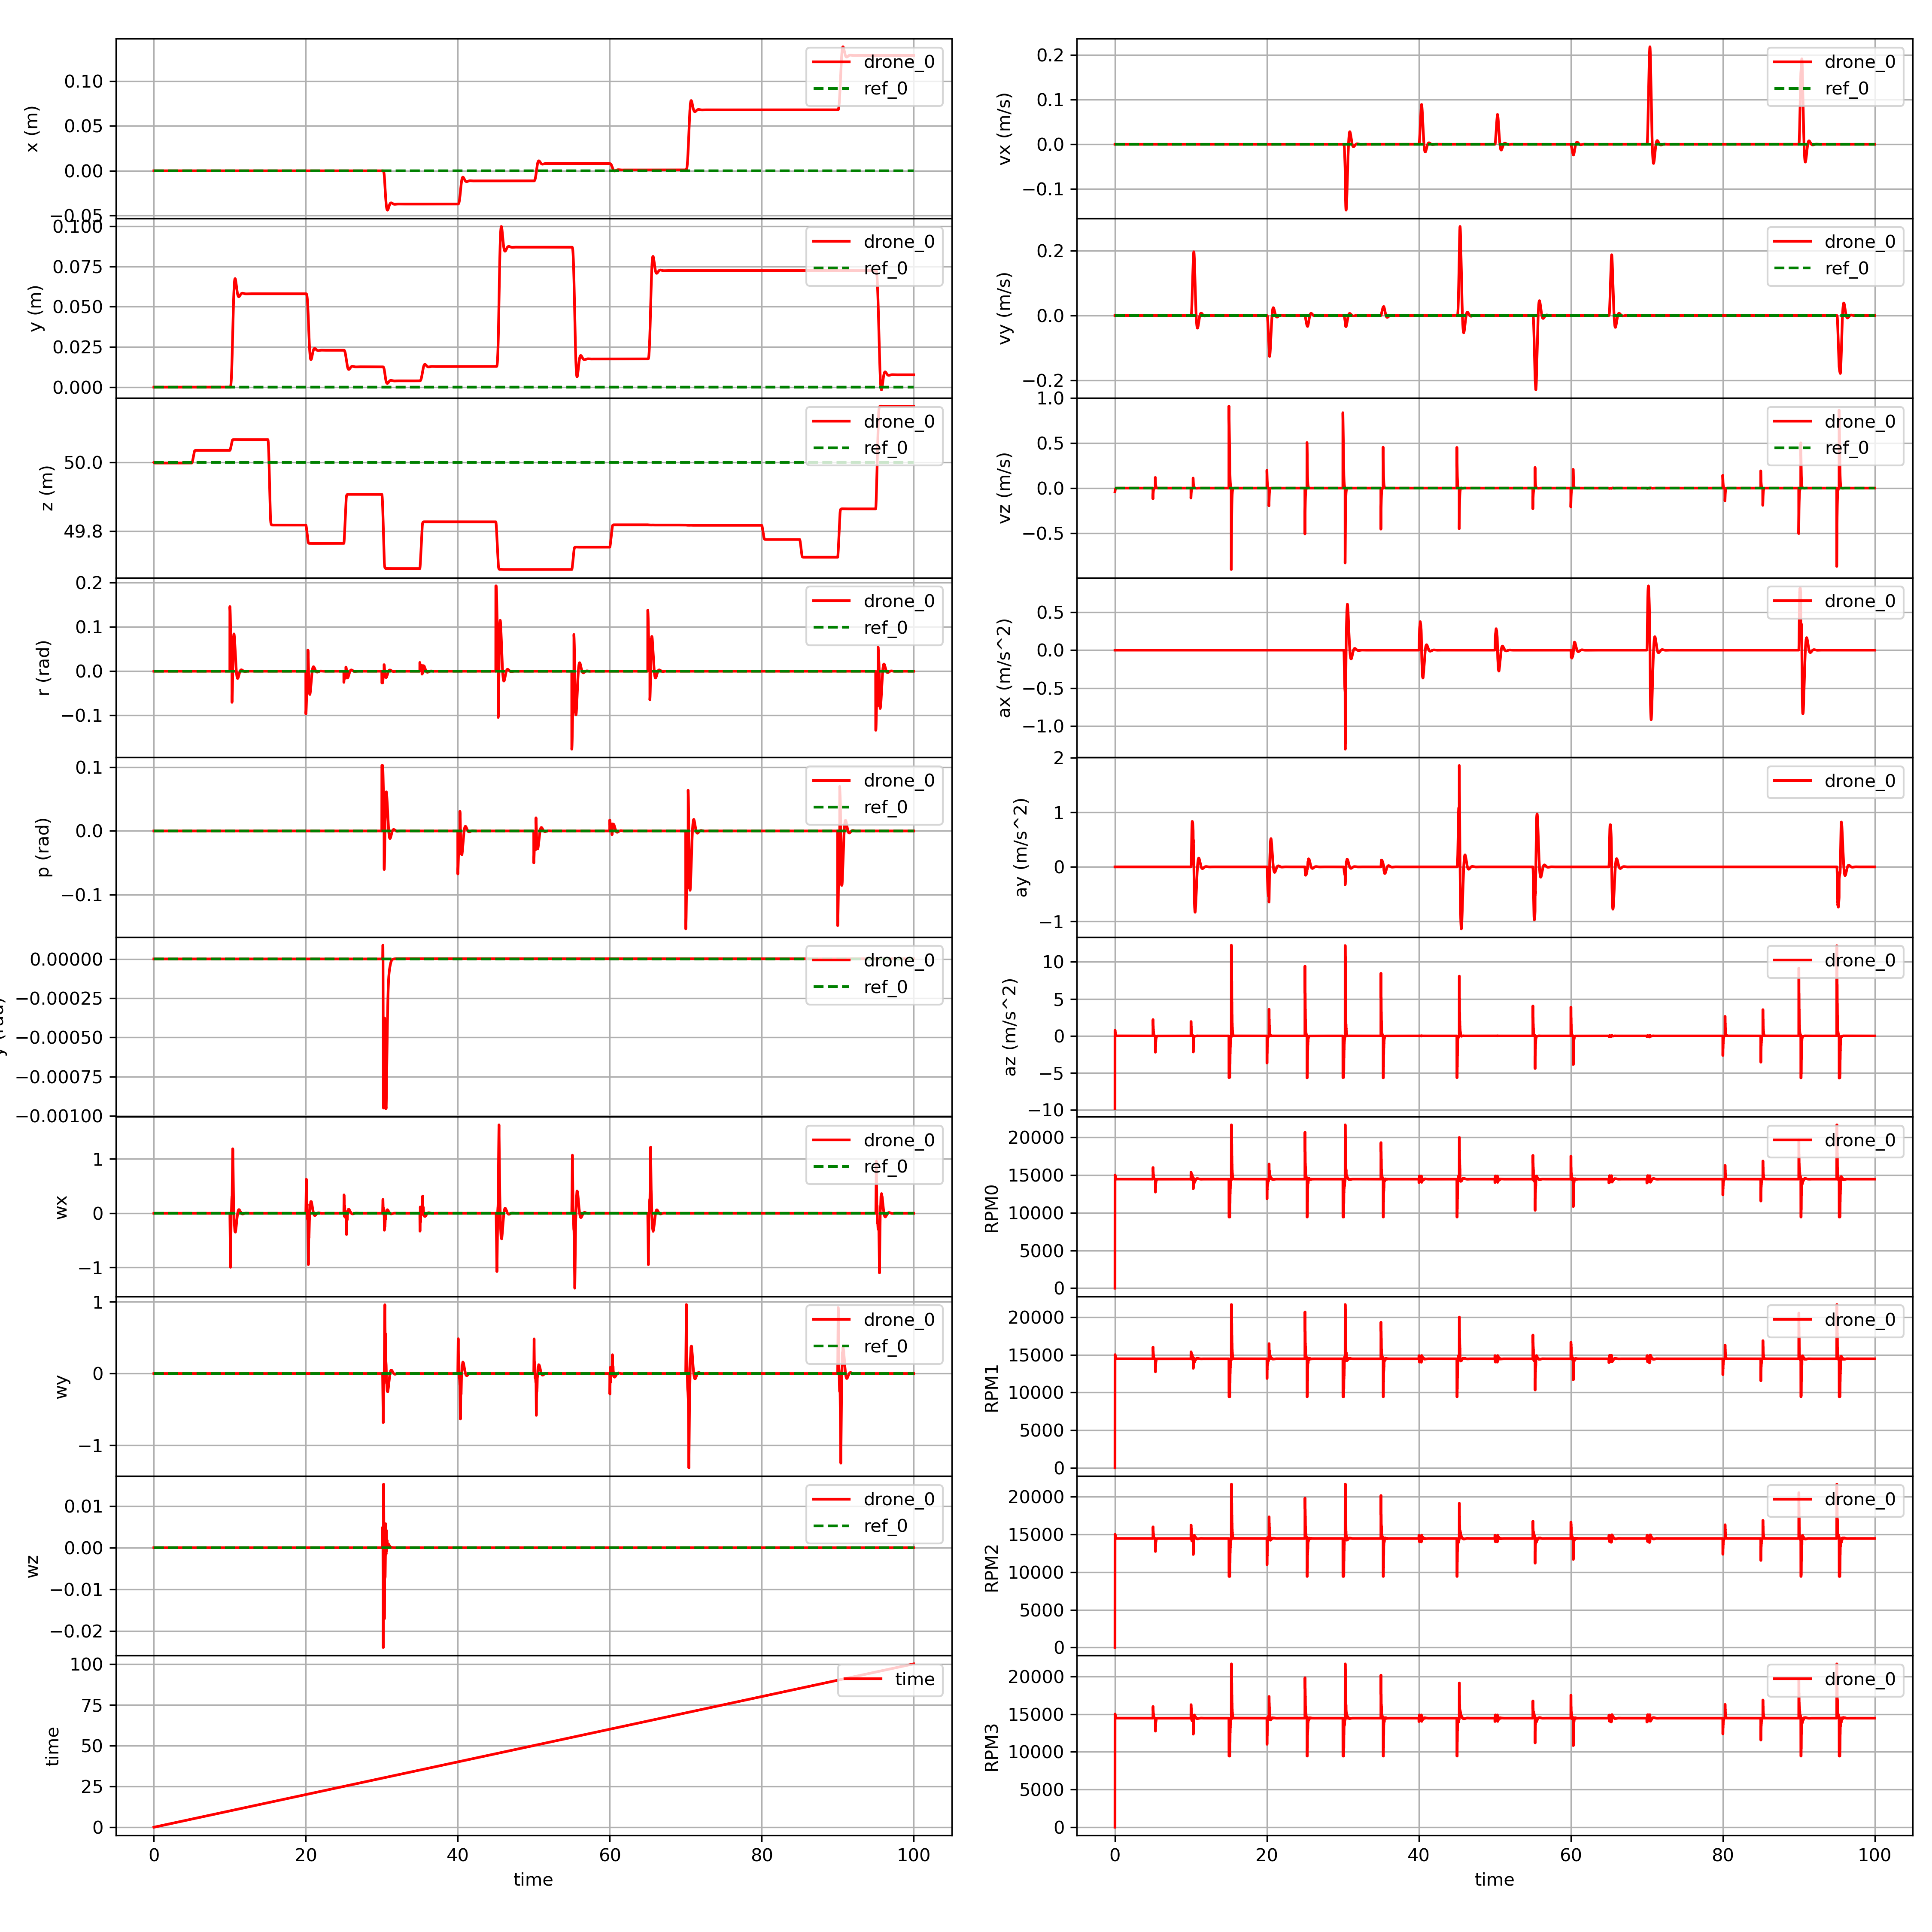 x (m)
0.10
0.05
0.00
−0.05
drone_0
ref_0
y (m)
0.100
0.075
0.050
0.025
0.000
drone_0
ref_0
z (m)
50.0
49.8
drone_0
ref_0
r (rad)
0.2
0.1
0.0
−0.1
drone_0
ref_0
p (rad)
0.1
0.0
−0.1
drone_0
ref_0
y (rad)
0.00000
−0.00025
−0.00050
−0.00075
−0.00100
drone_0
ref_0
wx
1
0
−1
drone_0
ref_0
wy
1
0
−1
drone_0
ref_0
wz
0.01
0.00
−0.01
−0.02
drone_0
ref_0
time
100
75
50
25
0
time
0 20 40 60 80 100
time
vx (m/s)
0.2
0.1
0.0
−0.1
drone_0
ref_0
vy (m/s)
0.2
0.0
−0.2
drone_0
ref_0
vz (m/s)
1.0
0.5
0.0
−0.5
drone_0
ref_0
ax (m/s^2)
0.5
0.0
−0.5
−1.0
drone_0
ay (m/s^2)
2
1
0
−1
drone_0
az (m/s^2)
10
5
0
−5
−10
drone_0
RPM0
20000
15000
10000
5000
0
drone_0
RPM1
20000
15000
10000
5000
0
drone_0
RPM2
20000
15000
10000
5000
0
drone_0
RPM3
20000
15000
10000
5000
0
drone_0
0 20 40 60 80 100
time